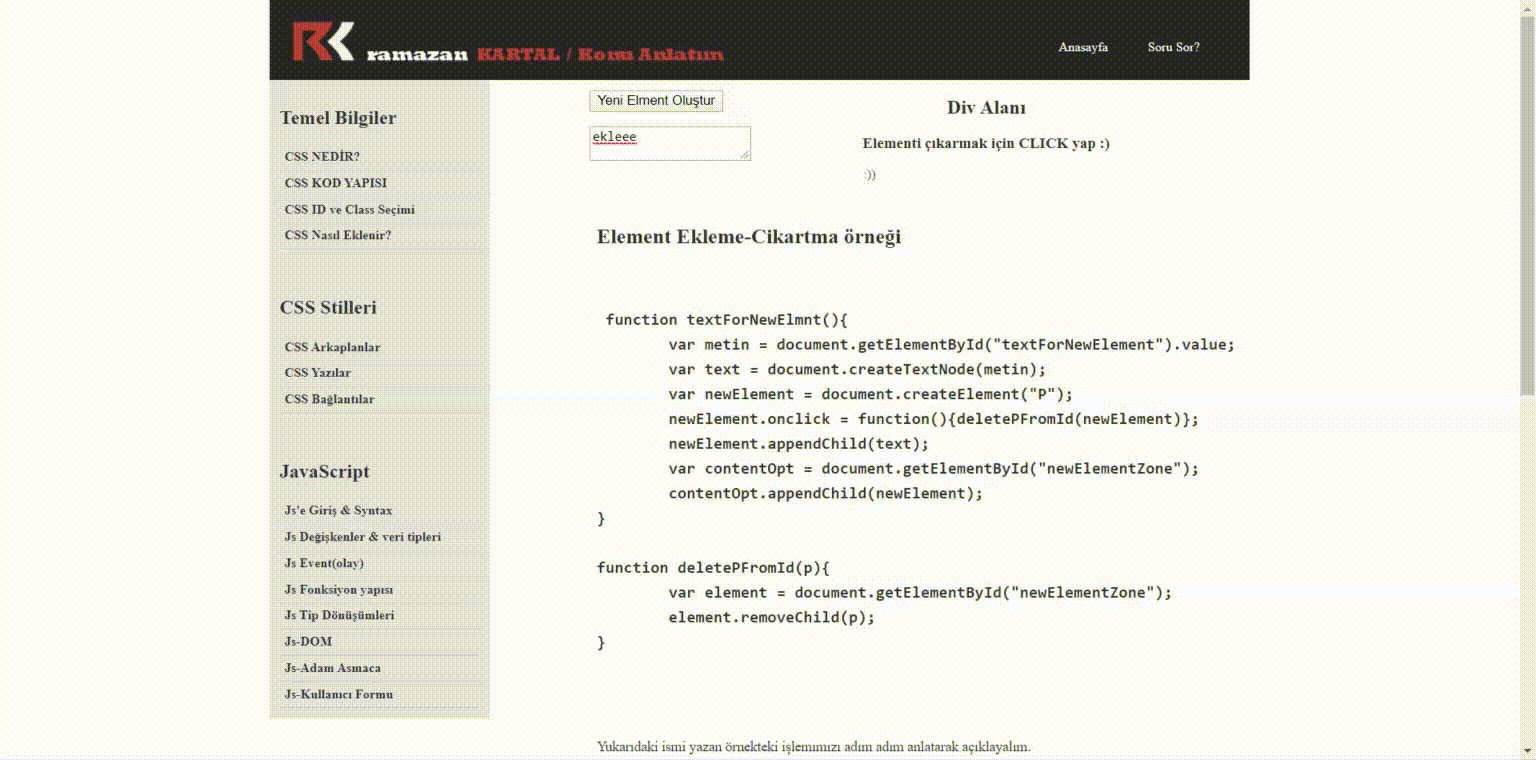 RK ramazan KARTAL / Konu Anlatım
Anasayfa
Soru Sor?
Temel Bilgiler
CSS NEDİR?
CSS KOD YAPISI
CSS ID ve Class Seçimi
CSS Nasıl Eklenir?
CSS Stilleri
CSS Arkaplanlar
CSS Yazılar
CSS Bağlantılar
JavaScript
Js'e Giriş & Syntax
Js Değişkenler & veri tipleri
Js Event(olay)
Js Fonksiyon yapısı
Js Tip Dönüşümleri
Js-DOM
Js-Adam Asmaca
Js-Kullanıcı Formu
Yeni Elment Oluştur
ekleee
Div Alanı
Elementi çıkarmak için CLICK yap :)
:))
Element Ekleme-Cikartma örneği
function textForNewElmnt(){
var metin = document.getElementById("textForNewElement").value;
var text = document.createTextNode(metin);
var newElement = document.createElement("P");
newElement.onclick = function(){deletePFromId(newElement)};
newElement.appendChild(text);
var contentOpt = document.getElementById("newElementZone");
contentOpt.appendChild(newElement);
}
function deletePFromId(p){
var element = document.getElementById("newElementZone");
element.removeChild(p);
}
Yukarıdaki ismi yazan örnekteki işlemımızı adım adım anlatarak açıklayalım.